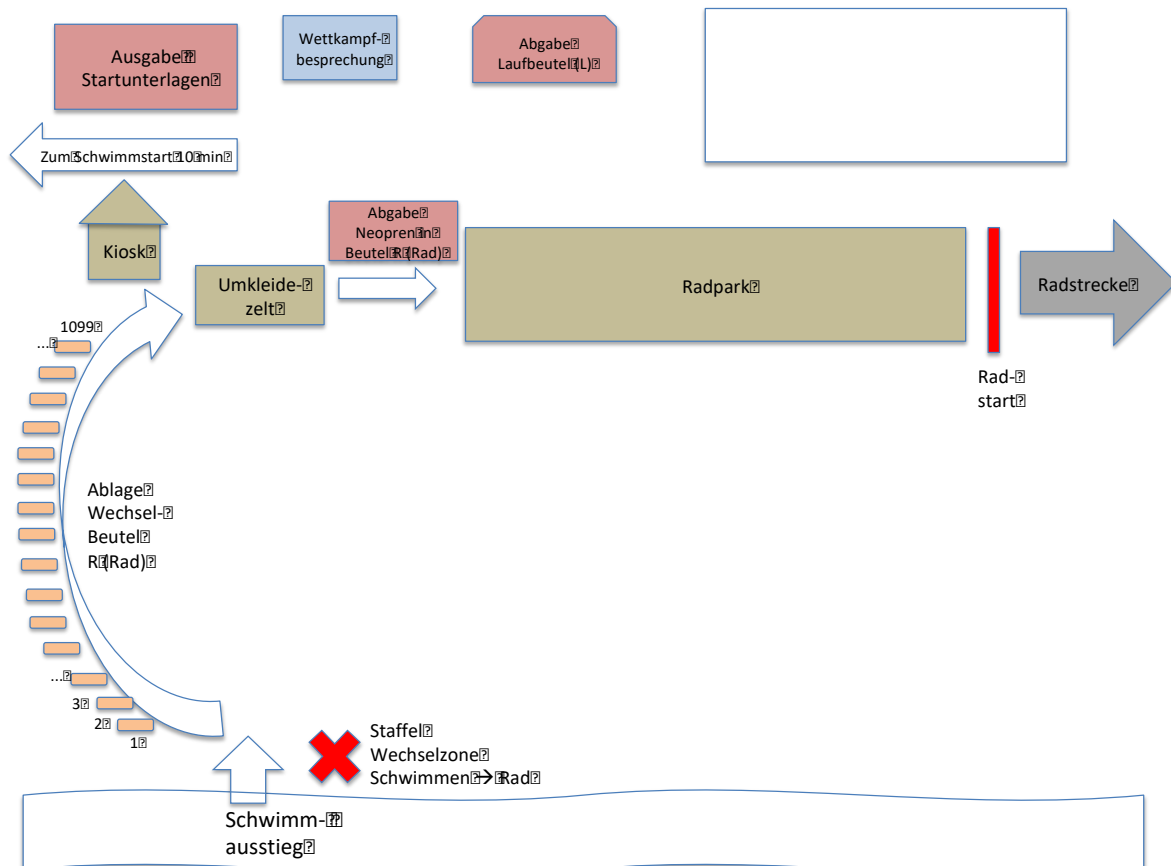 Ausgabe
Startunterlagen
Wettkampf-
besprechung
Abgabe
Laufbeutel (L)
Zum Schwimmstart 10 min
Kiosk
Abgabe
Neopren in
Beutel R (Rad)
Umkleide-
zelt
Radpark
Radstrecke
Rad-
start
1099
...
Ablage
Wechsel-
Beutel
R (Rad)
...
3
2
1
Staffel
Wechselzone
Schwimmen → Rad
Schwimm-
ausstieg